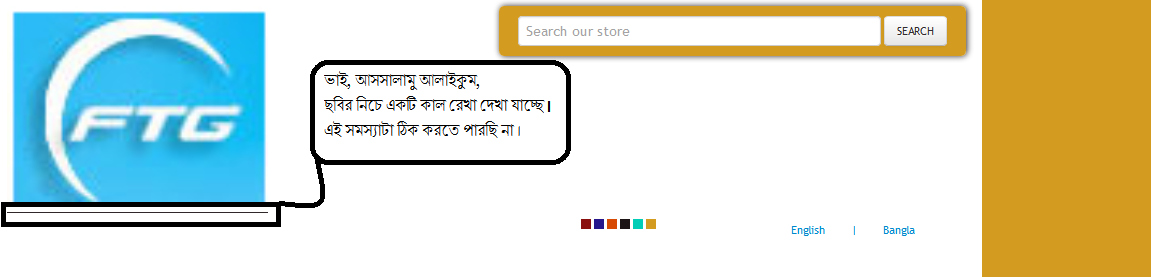 Search our store
SEARCH
FTG
ভাই, আসসালামু আলাইকুম,
ছবির নিচে একটি কাল রেখা দেখা যাচ্ছে।
এই সমস্যাটা ঠিক করতে পারছি না।
English | Bangla